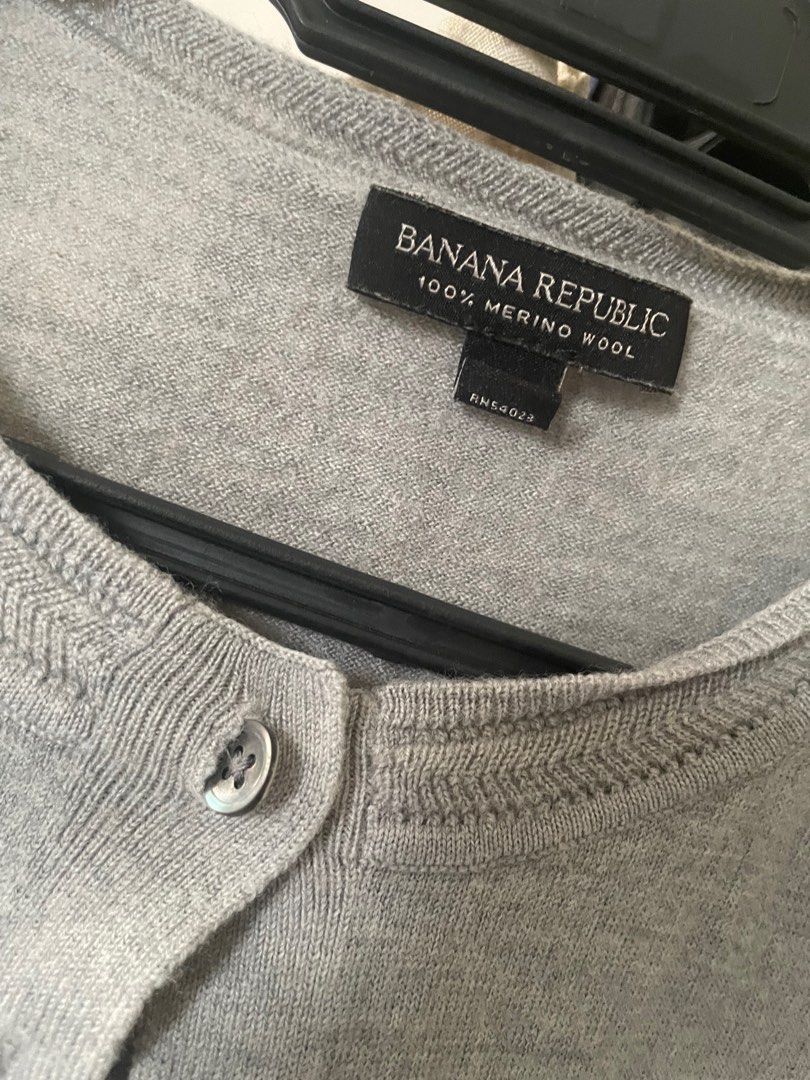 BANANA REPUBLIC
100% MERINO WOOL
RN54023